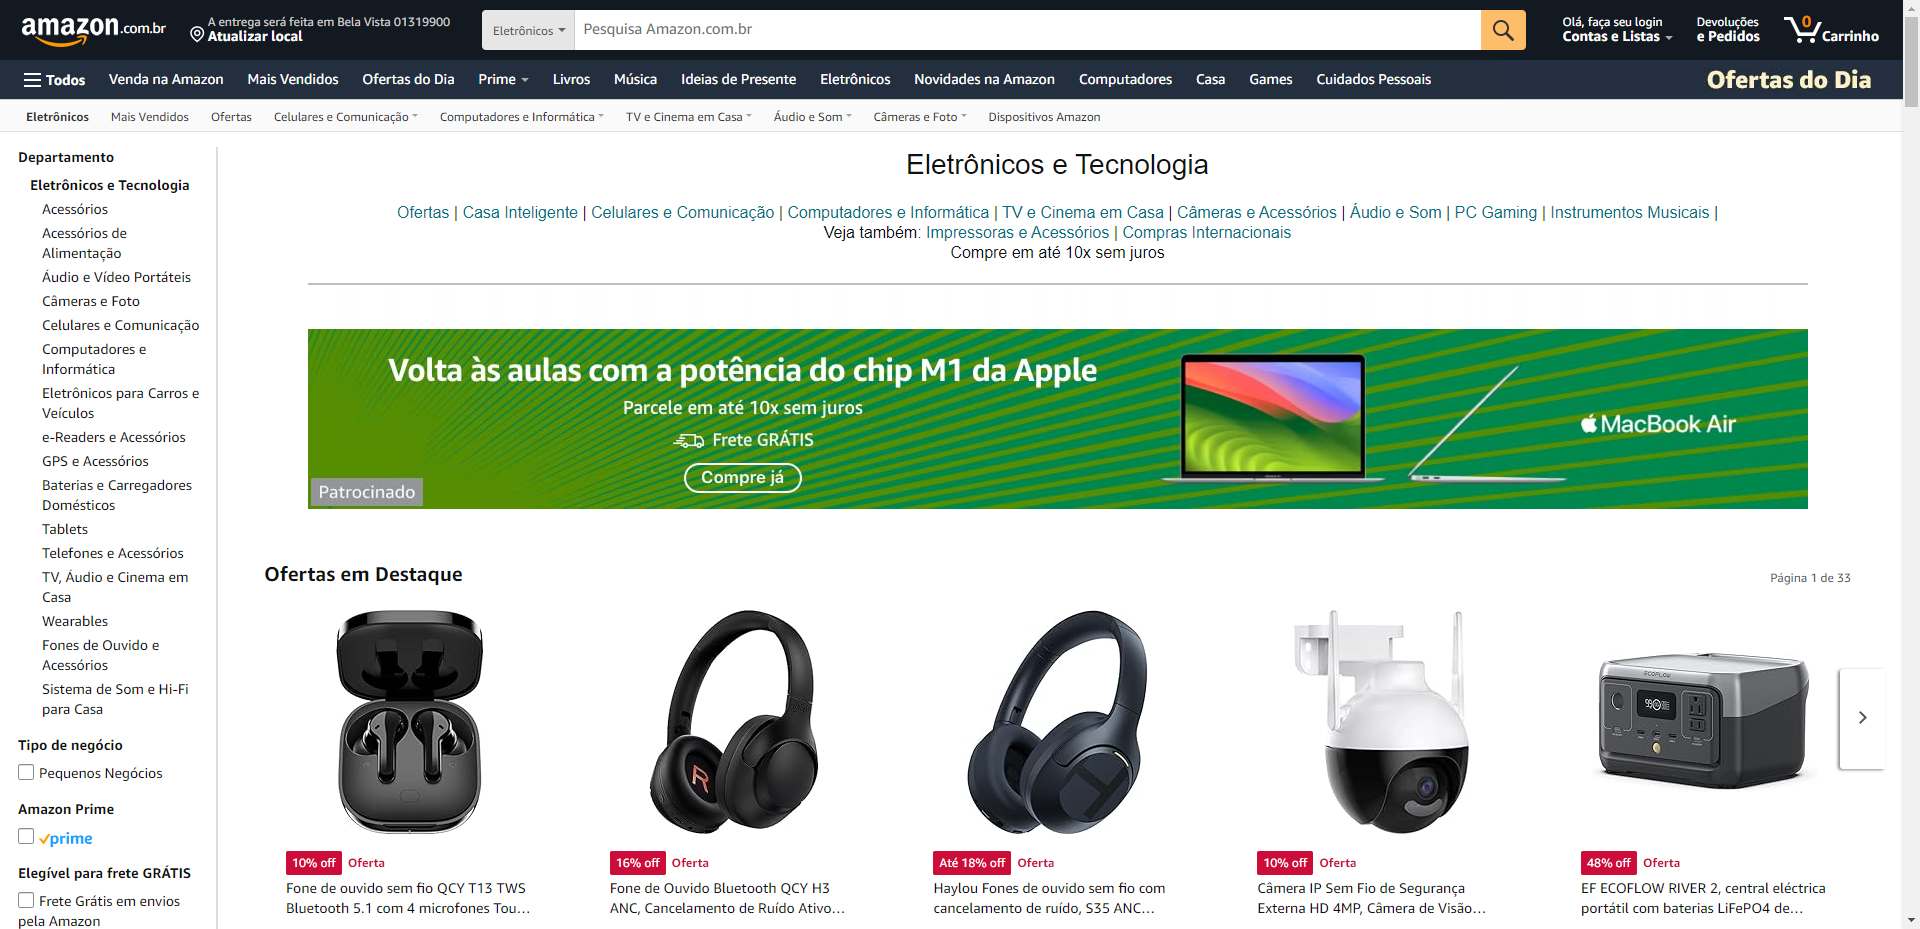 amazon.com.br
A entrega será feita em Bela Vista 01319900
Atualizar local
Eletrônicos
Pesquisa Amazon.com.br
Olá, faça seu login
Contas e Listas
Devoluções
e Pedidos
0
Carrinho
Todos
Venda na Amazon
Mais Vendidos
Ofertas do Dia
Prime
Livros
Música
Ideias de Presente
Eletrônicos
Novidades na Amazon
Computadores
Casa
Games
Cuidados Pessoais
Ofertas do Dia
Eletrônicos
Mais Vendidos
Ofertas
Celulares e Comunicação
Computadores e Informática
TV e Cinema em Casa
Áudio e Som
Câmeras e Foto
Dispositivos Amazon
Departamento
Eletrônicos e Tecnologia
Acessórios
Acessórios de
Alimentação
Áudio e Vídeo Portáteis
Câmeras e Foto
Celulares e Comunicação
Computadores e
Informática
Eletrônicos para Carros e
Veículos
e-Readers e Acessórios
GPS e Acessórios
Baterias e Carregadores
Domésticos
Tablets
Telefones e Acessórios
TV, Áudio e Cinema em
Casa
Wearables
Fones de Ouvido e
Acessórios
Sistema de Som e Hi-Fi
para Casa
Tipo de negócio
Pequenos Negócios
Amazon Prime
prime
Elegível para frete GRÁTIS
Frete Grátis em envios
pela Amazon
Eletrônicos e Tecnologia
Ofertas | Casa Inteligente | Celulares e Comunicação | Computadores e Informática | TV e Cinema em Casa | Câmeras e Acessórios | Áudio e Som | PC Gaming | Instrumentos Musicais |
Veja também: Impressoras e Acessórios | Compras Internacionais
Compre em até 10x sem juros
Volta às aulas com a potência do chip M1 da Apple
Parcele em até 10x sem juros
Frete GRÁTIS
Compre já
Patrocinado
MacBook Air
Ofertas em Destaque
Página 1 de 33
R
ECOFLOW
10% off Oferta
Fone de ouvido sem fio QCY T13 TWS
Bluetooth 5.1 com 4 microfones Tou…
16% off Oferta
Fone de Ouvido Bluetooth QCY H3
ANC, Cancelamento de Ruído Ativo…
Até 18% off Oferta
Haylou Fones de ouvido sem fio com
cancelamento de ruído, S35 ANC…
10% off Oferta
Câmera IP Sem Fio de Segurança
Externa HD 4MP, Câmera de Visão…
48% off Oferta
EF ECOFLOW RIVER 2, central eléctrica
portátil com baterias LiFePO4 de…